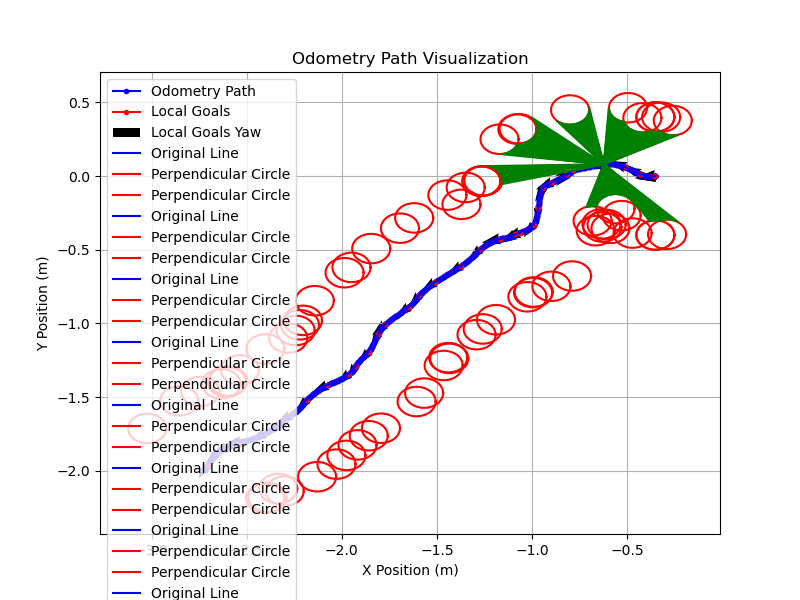 Odometry Path Visualization
Odometry Path
Local Goals
Local Goals Yaw
Original Line
Perpendicular Circle
Perpendicular Circle
Original Line
Perpendicular Circle
Perpendicular Circle
Original Line
Perpendicular Circle
Perpendicular Circle
Original Line
Perpendicular Circle
Perpendicular Circle
Original Line
Perpendicular Circle
Perpendicular Circle
Original Line
Perpendicular Circle
Perpendicular Circle
Original Line
Perpendicular Circle
Perpendicular Circle
Original Line
0.5
0.0
−0.5
−1.0
−1.5
−2.0
Y Position (m)
−2.0
−1.5
−1.0
−0.5
X Position (m)